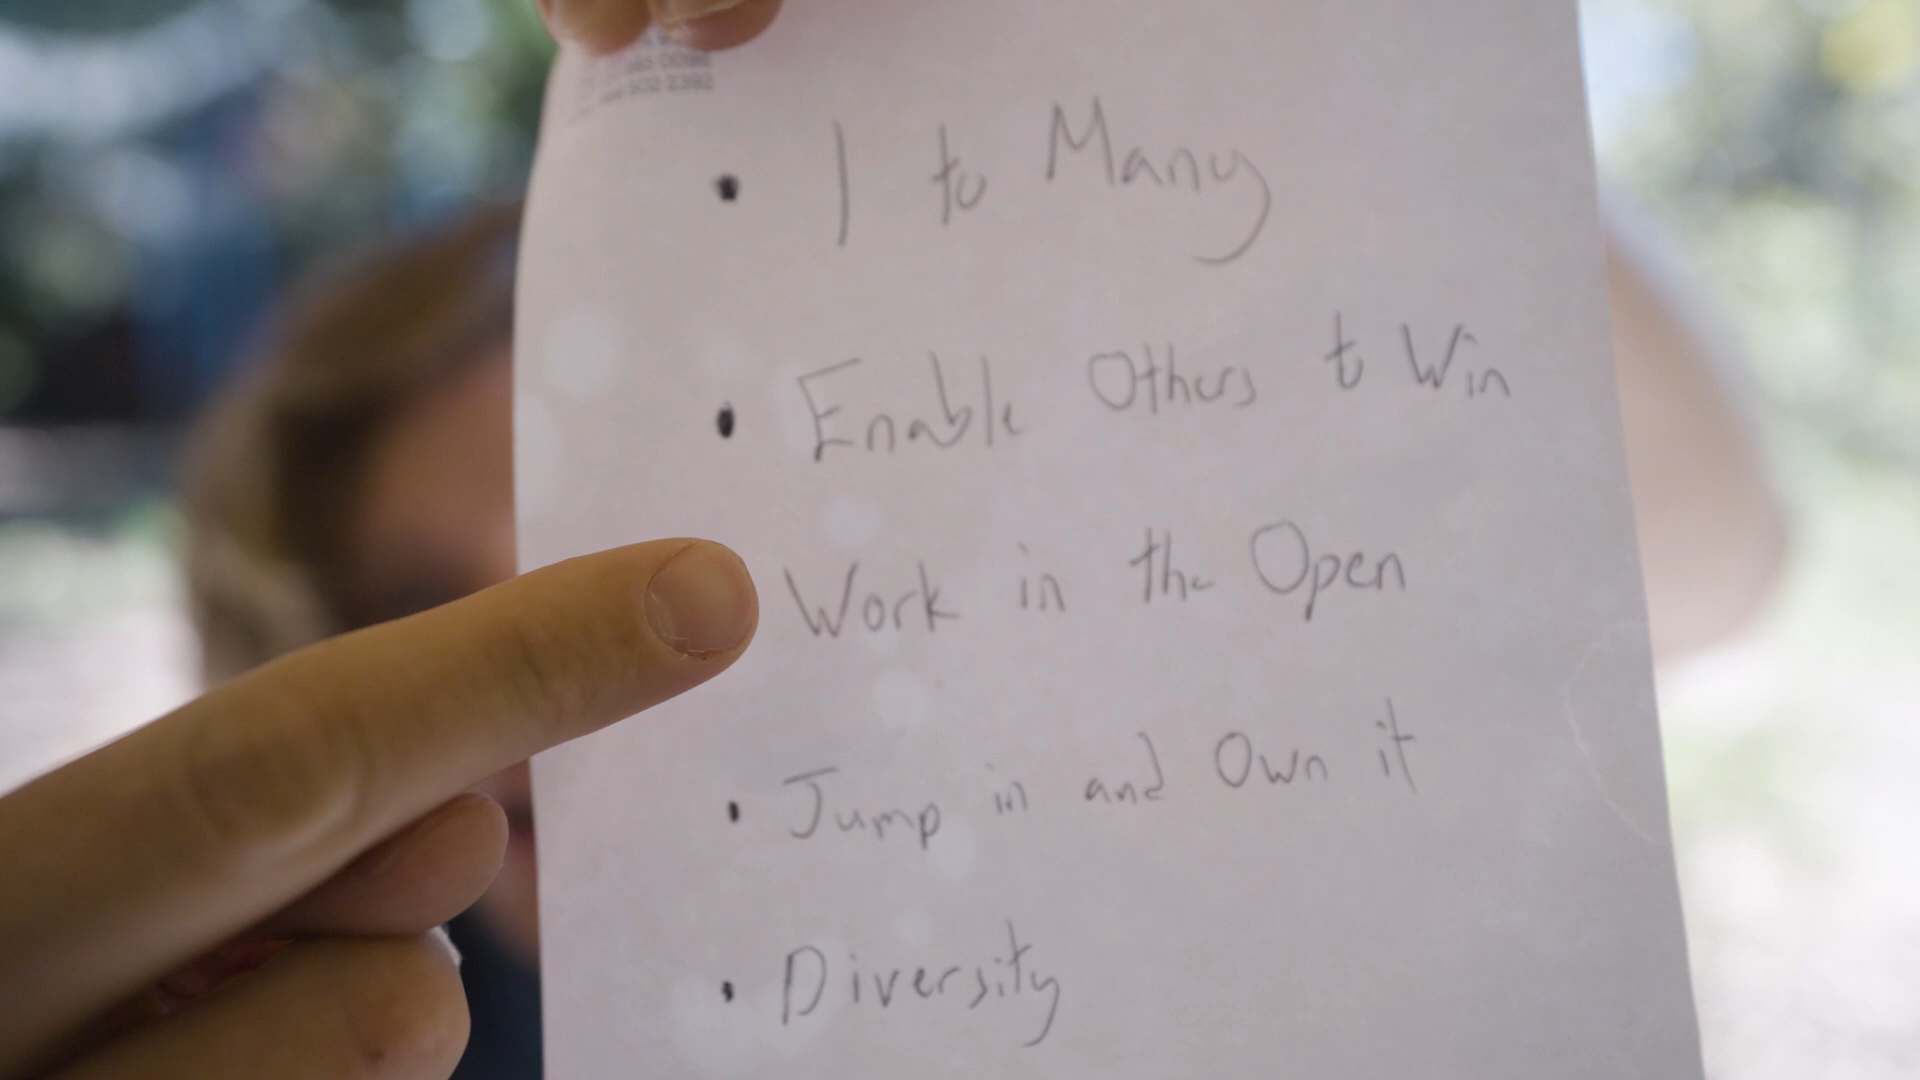 • 1 to Many
• Enable Others to Win
Work in the Open
• Jump in and Own it
• Diversity